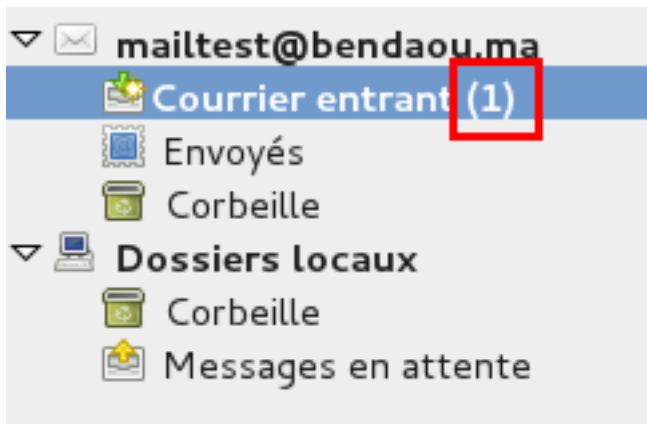 mailtest@bendaou.ma
Courrier entrant (1)
Envoyés
Corbeille
Dossiers locaux
Corbeille
Messages en attente